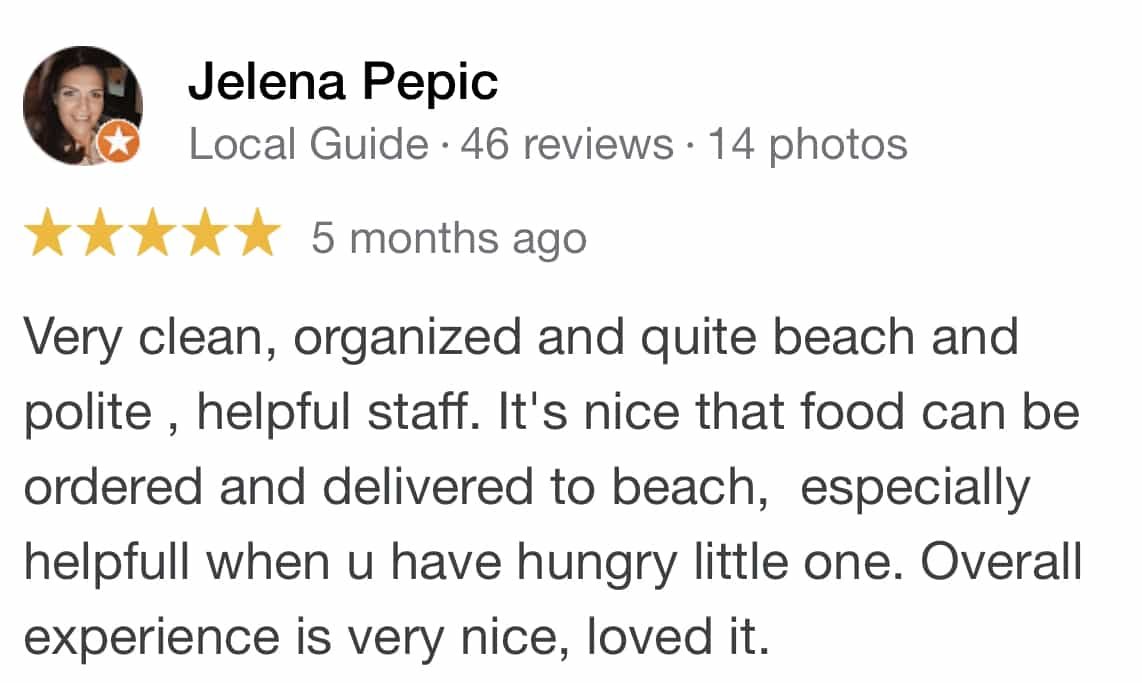 Jelena Pepic
Local Guide · 46 reviews · 14 photos
5 months ago
Very clean, organized and quite beach and
polite , helpful staff. It's nice that food can be
ordered and delivered to beach,  especially
helpfull when u have hungry little one. Overall
experience is very nice, loved it.